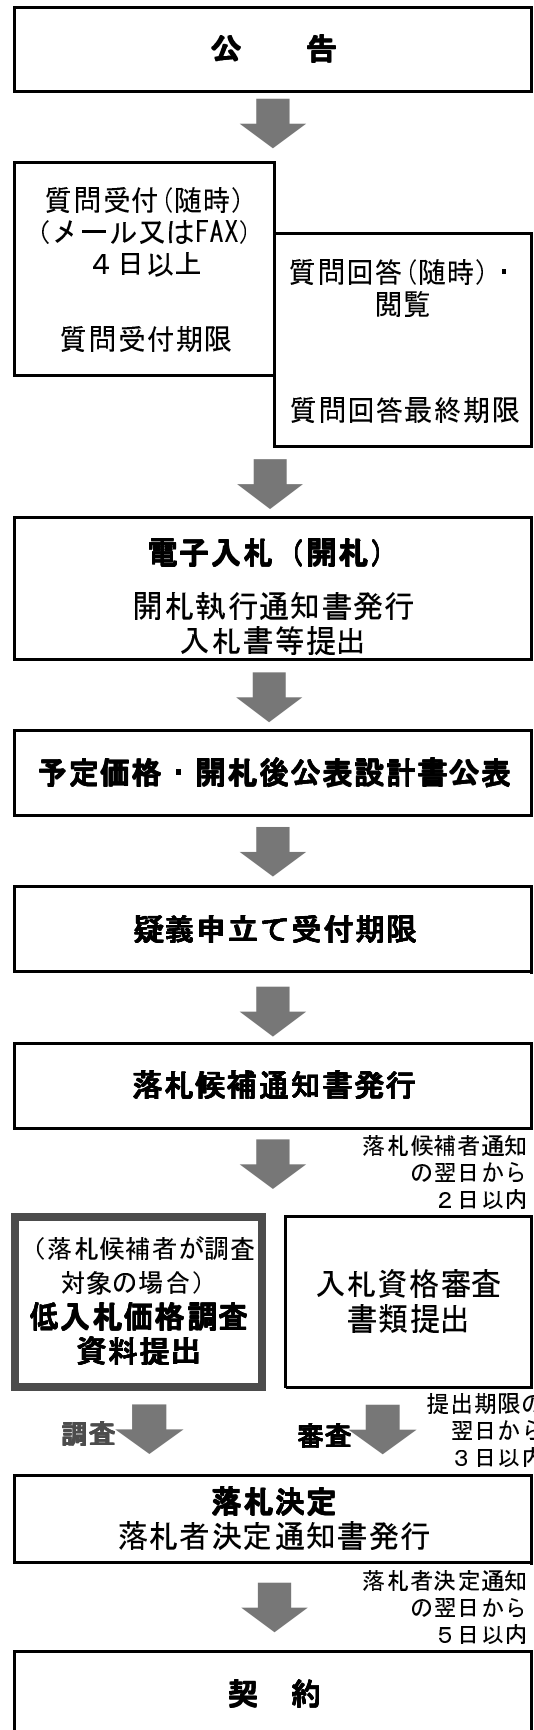 公　　告
質問受付(随時)
(メール又はFAX)
４日以上
質問受付期限
質問回答(随時)・
閲覧
質問回答最終期限
電子入札（開札）
開札執行通知書発行
入札書等提出
予定価格・開札後公表設計書公表
疑義申立て受付期限
落札候補通知書発行
落札候補者通知
の翌日から
２日以内
（落札候補者が調査
対象の場合）
低入札価格調査
資料提出
入札資格審査
書類提出
調査
審査
提出期限の
翌日から
３日以内
落札決定
落札者決定通知書発行
落札者決定通知
の翌日から
５日以内
契　約